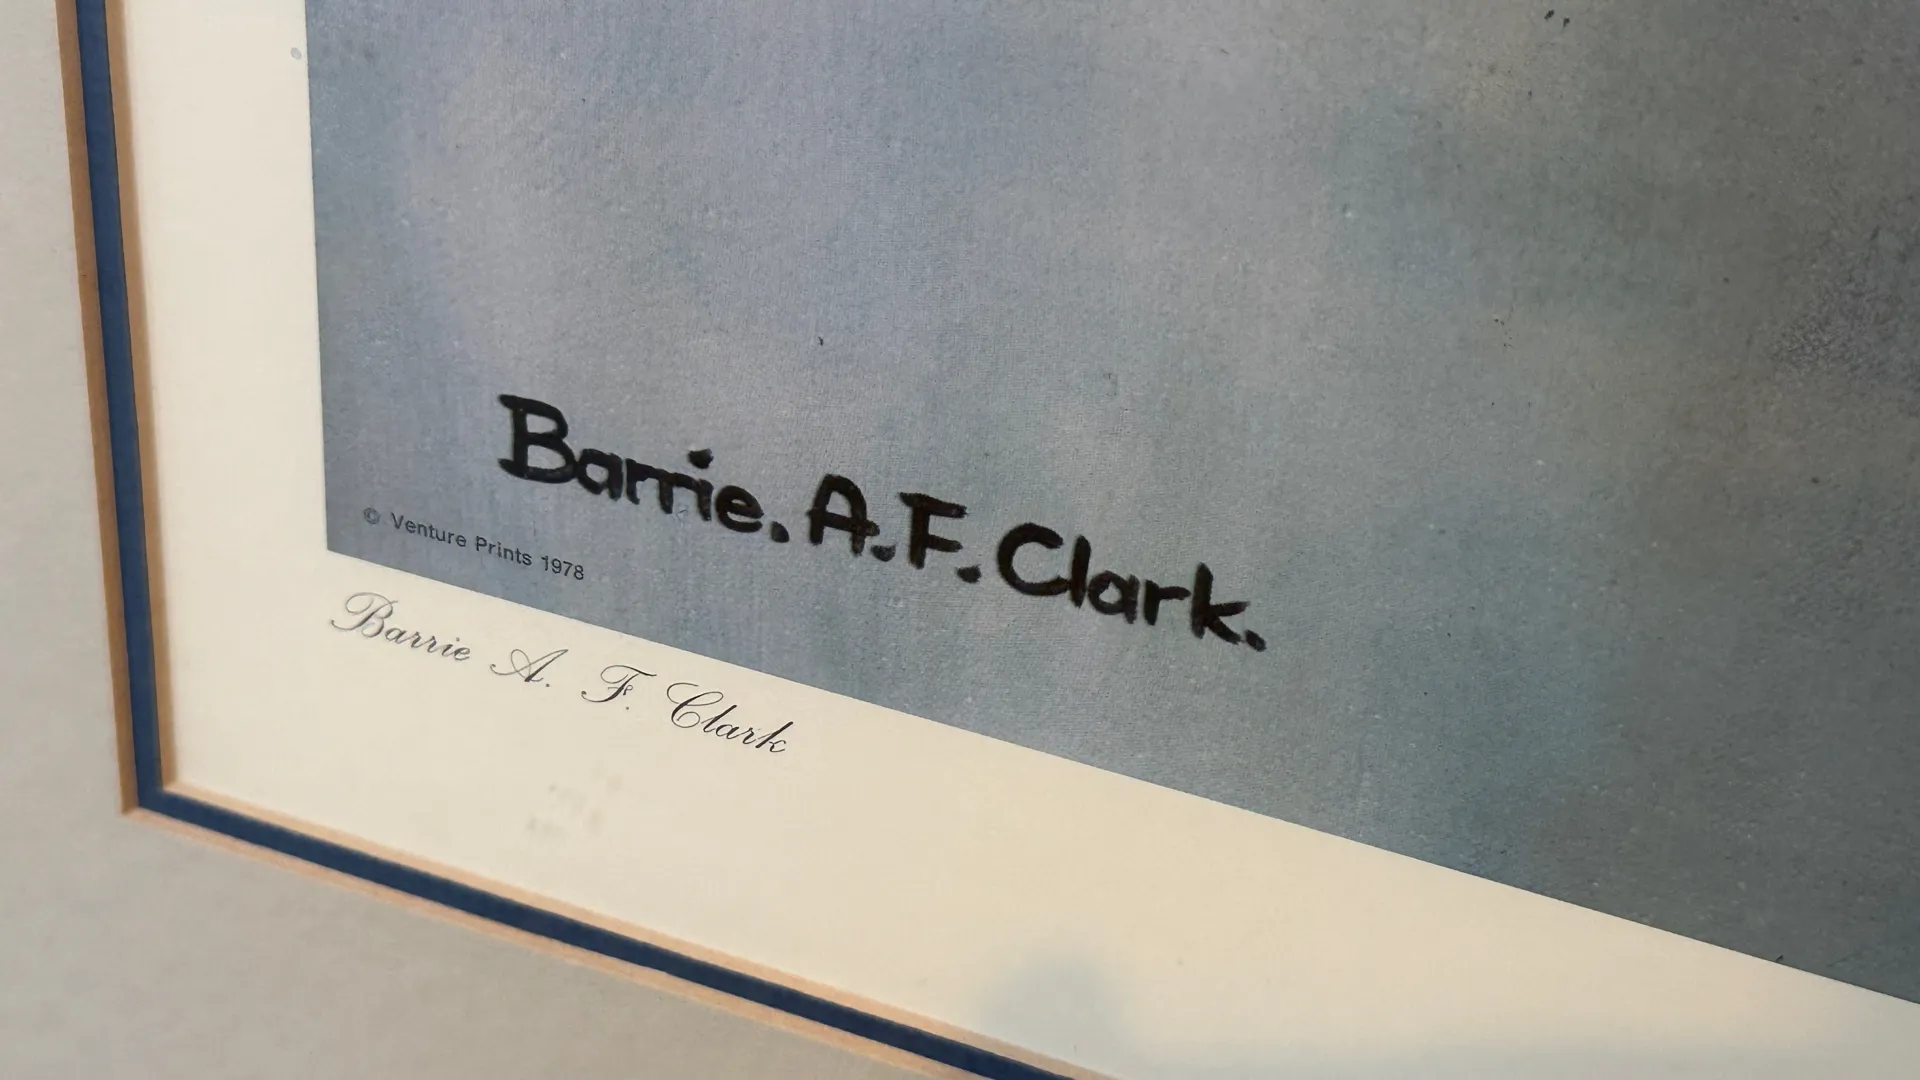 Barrie. A. F. Clark.
© Venture Prints 1978
Barrie A. F. Clark